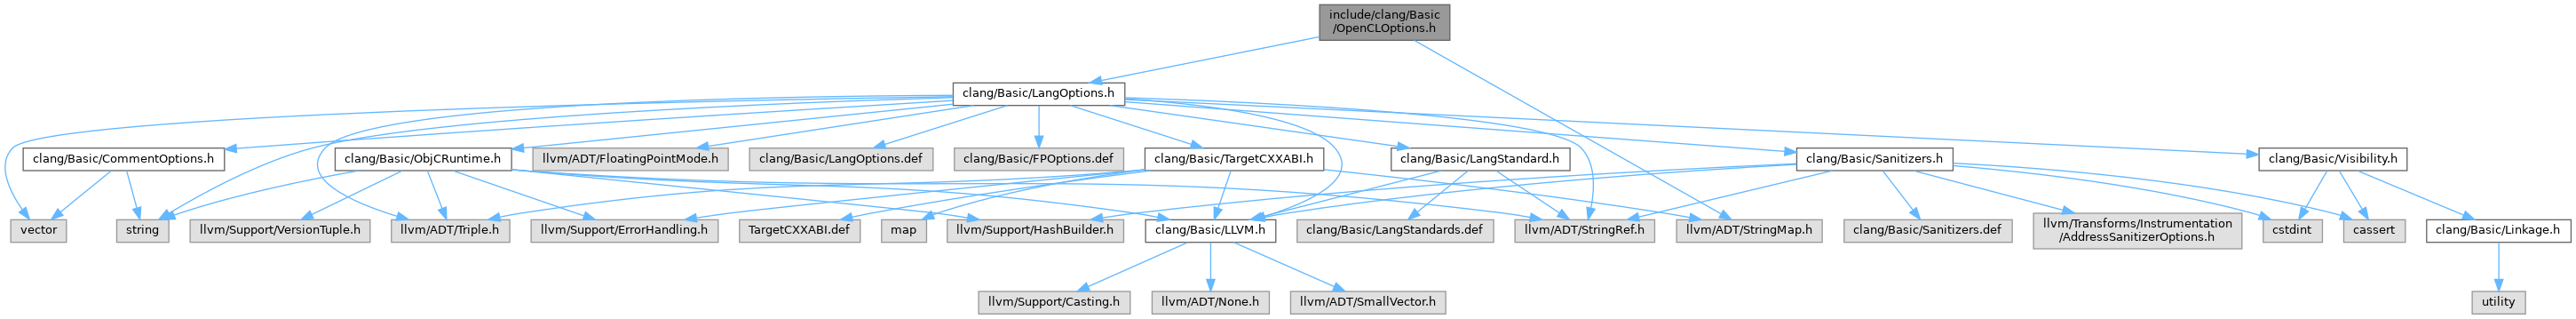 include/clang/Basic
/OpenCLOptions.h
clang/Basic/LangOptions.h
clang/Basic/CommentOptions.h
clang/Basic/ObjCRuntime.h
llvm/ADT/FloatingPointMode.h
clang/Basic/LangOptions.def
clang/Basic/FPOptions.def
clang/Basic/TargetCXXABI.h
clang/Basic/LangStandard.h
clang/Basic/Sanitizers.h
clang/Basic/Visibility.h
vector
string
llvm/Support/VersionTuple.h
llvm/ADT/Triple.h
llvm/Support/ErrorHandling.h
TargetCXXABI.def
map
llvm/Support/HashBuilder.h
clang/Basic/LLVM.h
clang/Basic/LangStandards.def
llvm/ADT/StringRef.h
llvm/ADT/StringMap.h
clang/Basic/Sanitizers.def
llvm/Transforms/Instrumentation
/AddressSanitizerOptions.h
cstdint
cassert
clang/Basic/Linkage.h
llvm/Support/Casting.h
llvm/ADT/None.h
llvm/ADT/SmallVector.h
utility